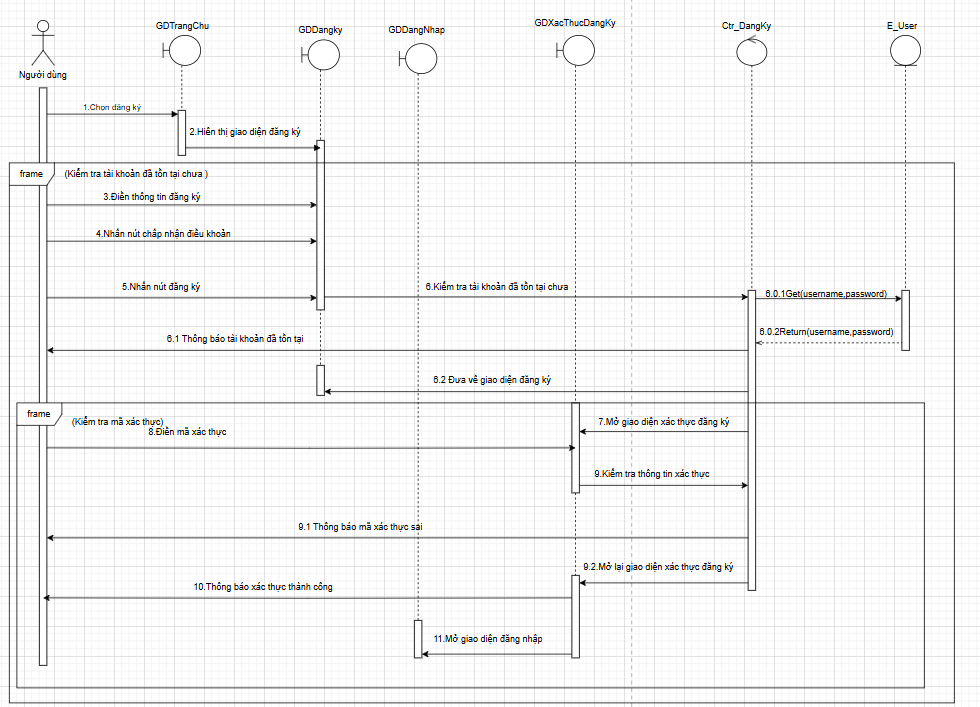 GDTrangChu
GDDangky
GDDangNhap
GDXacThucDangKy
Ctr_DangKy
E_User
Người dùng
1.Chọn đăng ký
2.Hiển thị giao diện đăng ký
frame
(Kiểm tra tài khoản đã tồn tại chưa )
3.Điền thông tin đăng ký
4.Nhấn nút chấp nhận điều khoản
5.Nhấn nút đăng ký
6.Kiểm tra tài khoản đã tồn tại chưa
6.0.1Get(username,password)
6.0.2Return(username,password)
6.1 Thông báo tài khoản đã tồn tại
6.2 Đưa về giao diện đăng ký
frame
(Kiểm tra mã xác thực)
7.Mở giao diện xác thực đăng ký
8.Điền mã xác thực
9.Kiểm tra thông tin xác thực
9.1 Thông báo mã xác thực sai
9.2.Mở lại giao diện xác thực đăng ký
10.Thông báo xác thực thành công
11.Mở giao diện đăng nhập